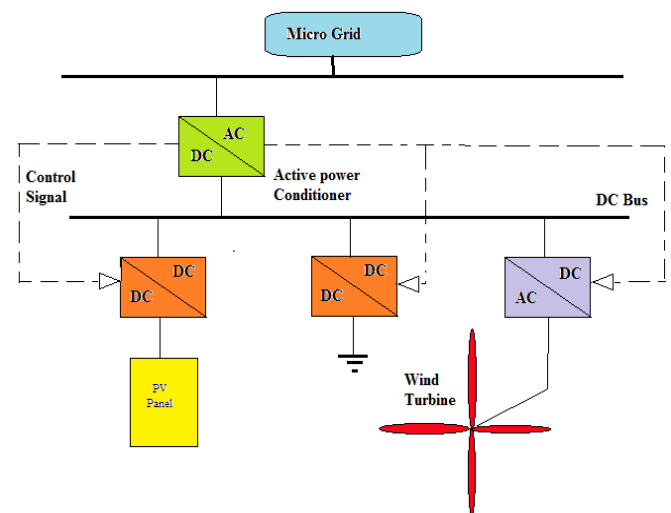 Micro Grid
AC
DC
Control
Signal
Active power
Conditioner
DC Bus
DC
DC
DC
DC
DC
AC
PV
Panel
Wind
Turbine